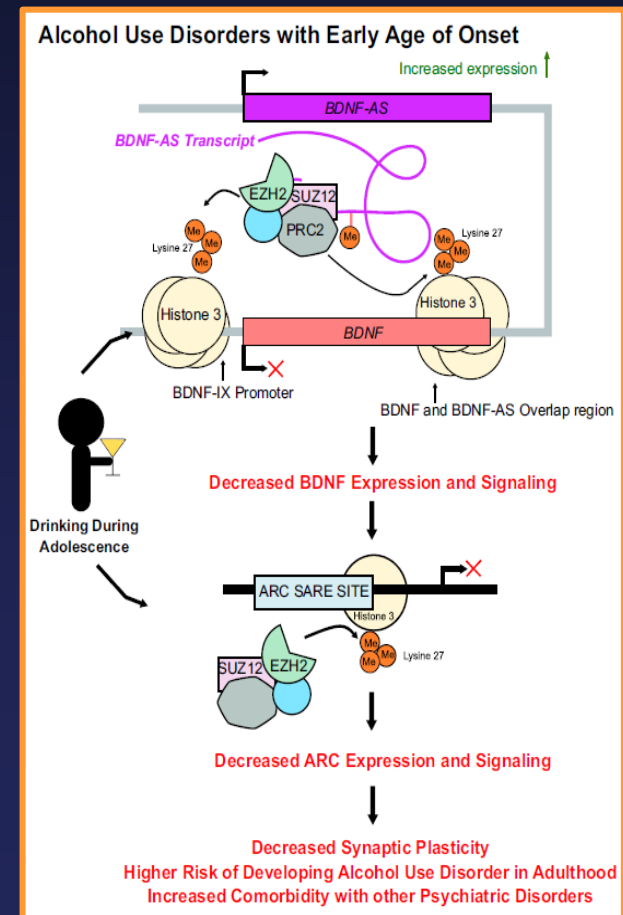 Alcohol Use Disorders with Early Age of Onset
Increased expression
BDNF-AS
BDNF-AS Transcript
EZH2
SUZ12
PRC2
Me
Me
Me
Lysine 27
Me
Me
Me
Me
Lysine 27
Histone 3
Histone 3
BDNF
BDNF-IX Promoter
BDNF and BDNF-AS Overlap region
Decreased BDNF Expression and Signaling
Drinking During
Adolescence
ARC SARE SITE
Histone 3
SUZ12
EZH2
Me
Me
Me
Lysine 27
Decreased ARC Expression and Signaling
Decreased Synaptic Plasticity
Higher Risk of Developing Alcohol Use Disorder in Adulthood
Increased Comorbidity with other Psychiatric Disorders